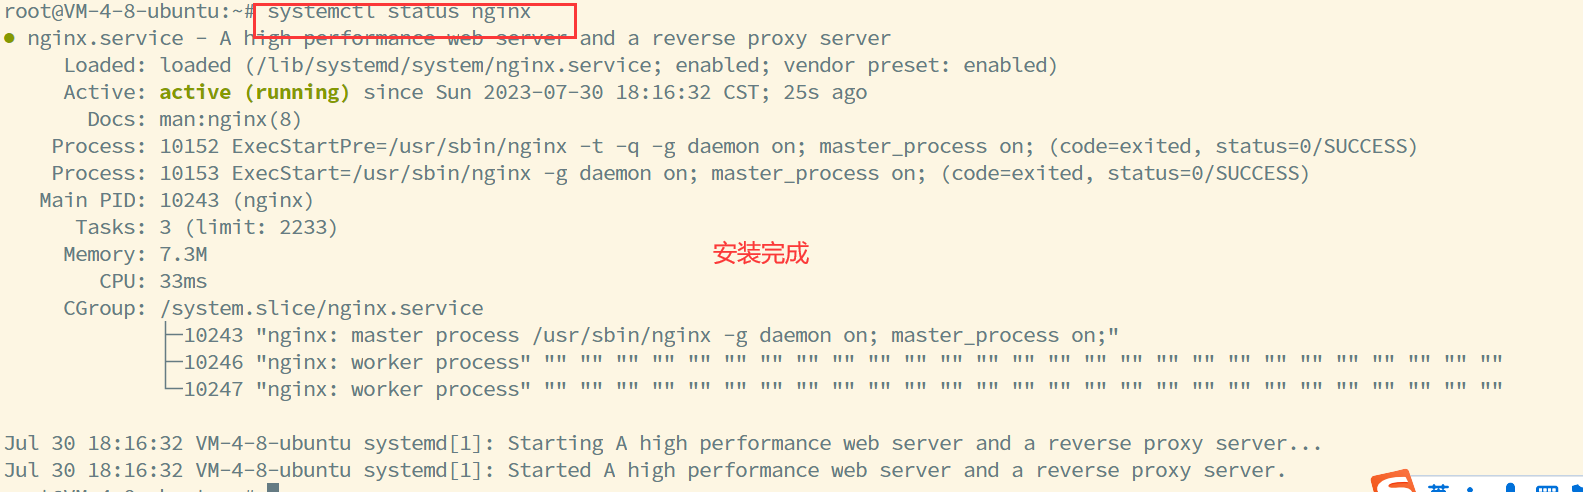 root@VM-4-8-ubuntu:~# systemctl status nginx
● nginx.service - A high performance web server and a reverse proxy server
Loaded: loaded (/lib/systemd/system/nginx.service; enabled; vendor preset: enabled)
Active: active (running) since Sun 2023-07-30 18:16:32 CST; 25s ago
Docs: man:nginx(8)
Process: 10152 ExecStartPre=/usr/sbin/nginx -t -q -g daemon on; master_process on; (code=exited, status=0/SUCCESS)
Process: 10153 ExecStart=/usr/sbin/nginx -g daemon on; master_process on; (code=exited, status=0/SUCCESS)
Main PID: 10243 (nginx)
Tasks: 3 (limit: 2233)
Memory: 7.3M
安装完成
CPU: 33ms
CGroup: /system.slice/nginx.service
├─10243 "nginx: master process /usr/sbin/nginx -g daemon on; master_process on;"
├─10246 "nginx: worker process" "" "" "" "" "" "" "" "" "" "" "" "" "" "" "" "" "" "" "" "" "" "" "" "" "" "" ""
└─10247 "nginx: worker process" "" "" "" "" "" "" "" "" "" "" "" "" "" "" "" "" "" "" "" "" "" "" "" "" "" "" ""
Jul 30 18:16:32 VM-4-8-ubuntu systemd[1]: Starting A high performance web server and a reverse proxy server...
Jul 30 18:16:32 VM-4-8-ubuntu systemd[1]: Started A high performance web server and a reverse proxy server.
root@VM-4-8-ubuntu:~#